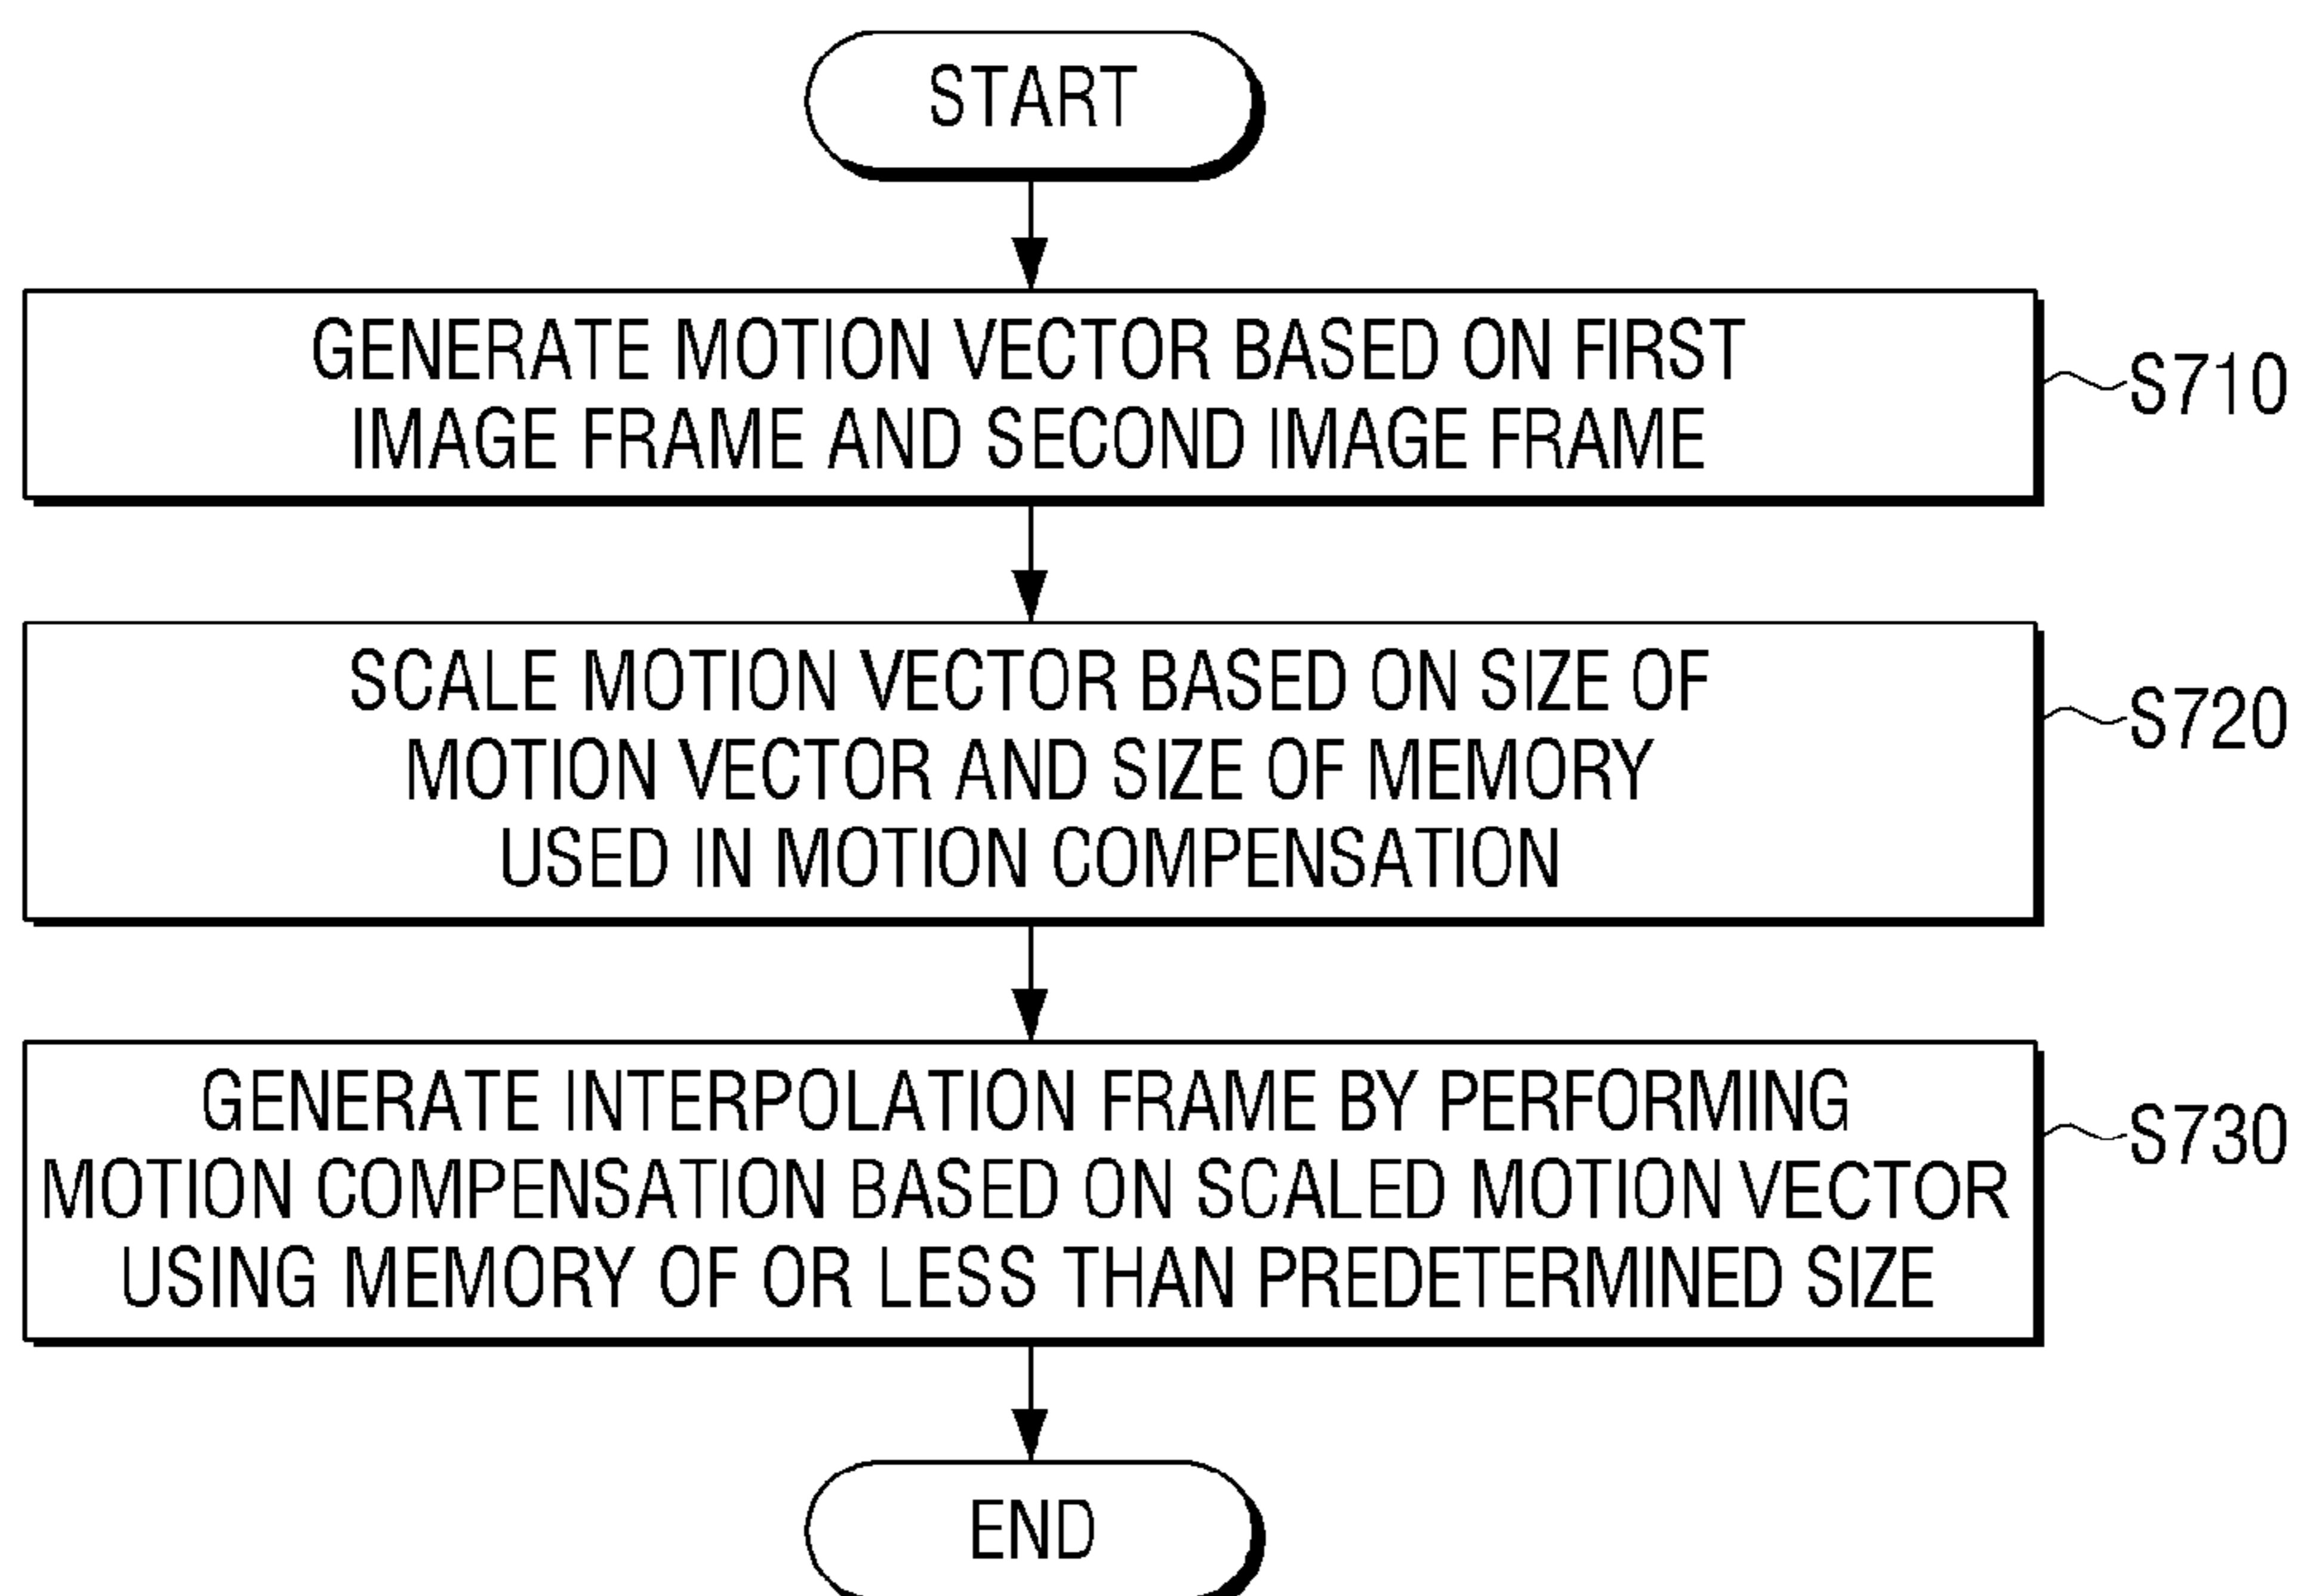 START
GENERATE MOTION VECTOR BASED ON FIRST
IMAGE FRAME AND SECOND IMAGE FRAME
S710
SCALE MOTION VECTOR BASED ON SIZE OF
MOTION VECTOR AND SIZE OF MEMORY
USED IN MOTION COMPENSATION
S720
GENERATE INTERPOLATION FRAME BY PERFORMING
MOTION COMPENSATION BASED ON SCALED MOTION VECTOR
USING MEMORY OF OR LESS THAN PREDETERMINED SIZE
S730
END